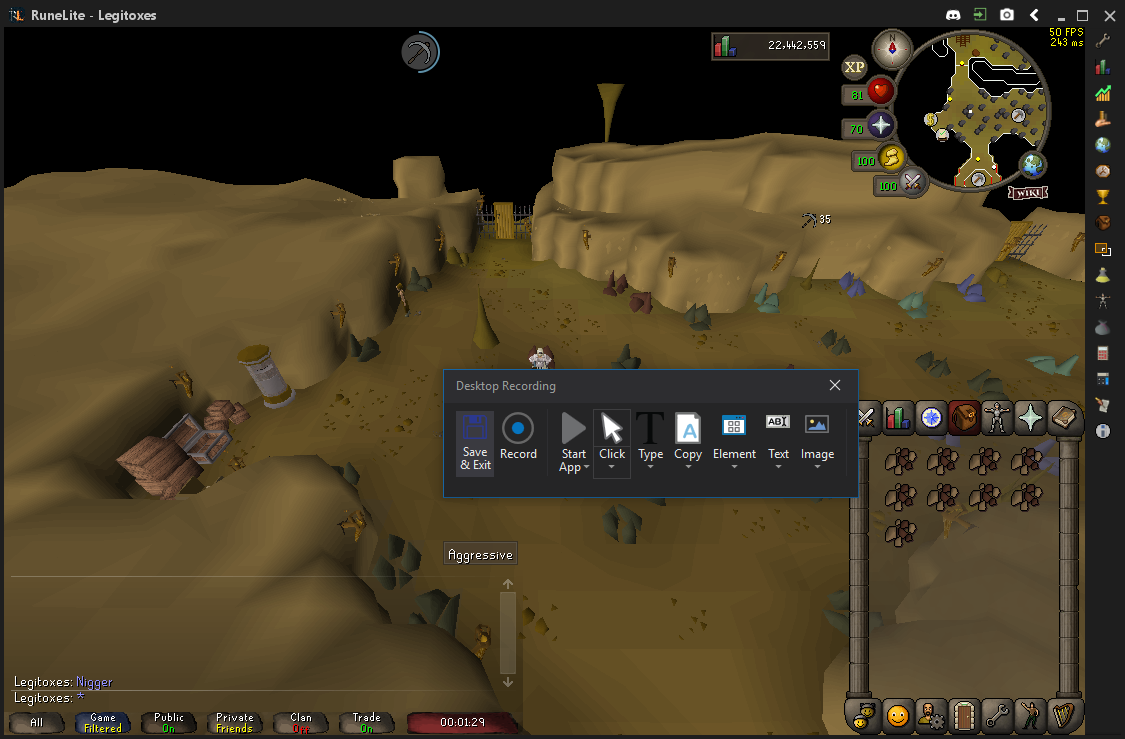 RuneLite - Legitoxes
50 FPS
243 ms
22,442,559
XP
81
70
100
100
WIKI
35
Desktop Recording
Save & Exit
Record
Start App
Click
Type
Copy
Element
Text
Image
T
A
ABI
Aggressive
Legitoxes: Nigger
Legitoxes: *
All
Game
Filtered
Public
On
Private
Friends
Clan
Off
Trade
On
00:01:29